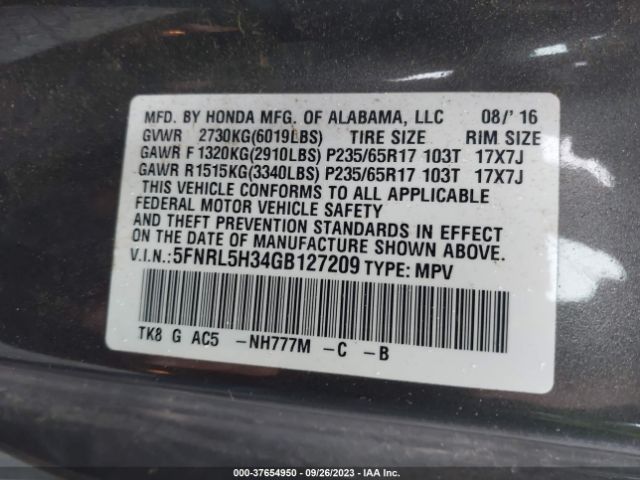 MFD. BY HONDA MFG. OF ALABAMA, LLC 08/' 16
GVWR 2730KG(6019LBS) TIRE SIZE RIM SIZE
GAWR F 1320KG(2910LBS) P235/65R17 103T 17X7J
GAWR R1515KG(3340LBS) P235/65R17 103T 17X7J
THIS VEHICLE CONFORMS TO ALL APPLICABLE
FEDERAL MOTOR VEHICLE SAFETY
AND THEFT PREVENTION STANDARDS IN EFFECT
ON THE DATE OF MANUFACTURE SHOWN ABOVE.
V.I.N.:5FNRL5H34GB127209 TYPE: MPV
TK8 G AC5 -NH777M -C -B
000-37654950 - 09/26/2023 - IAA Inc.